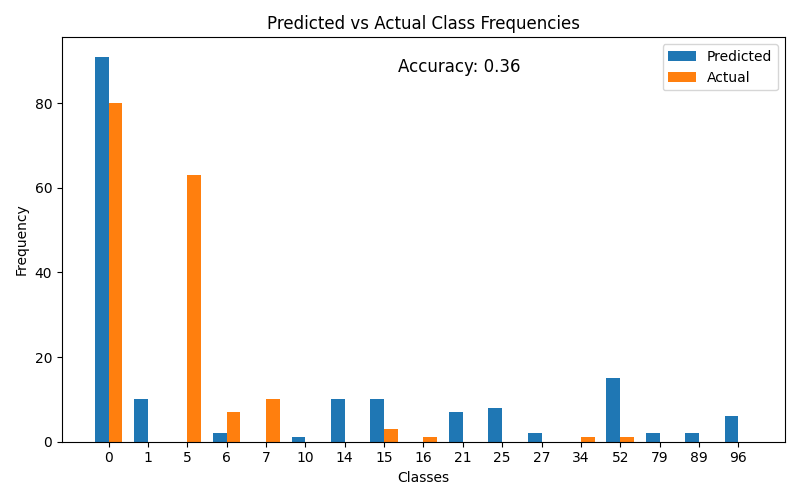 Predicted vs Actual Class Frequencies
Accuracy: 0.36
Predicted
Actual
Frequency
80
60
40
20
0
0 1 5 6 7 10 14 15 16 21 25 27 34 52 79 89 96
Classes